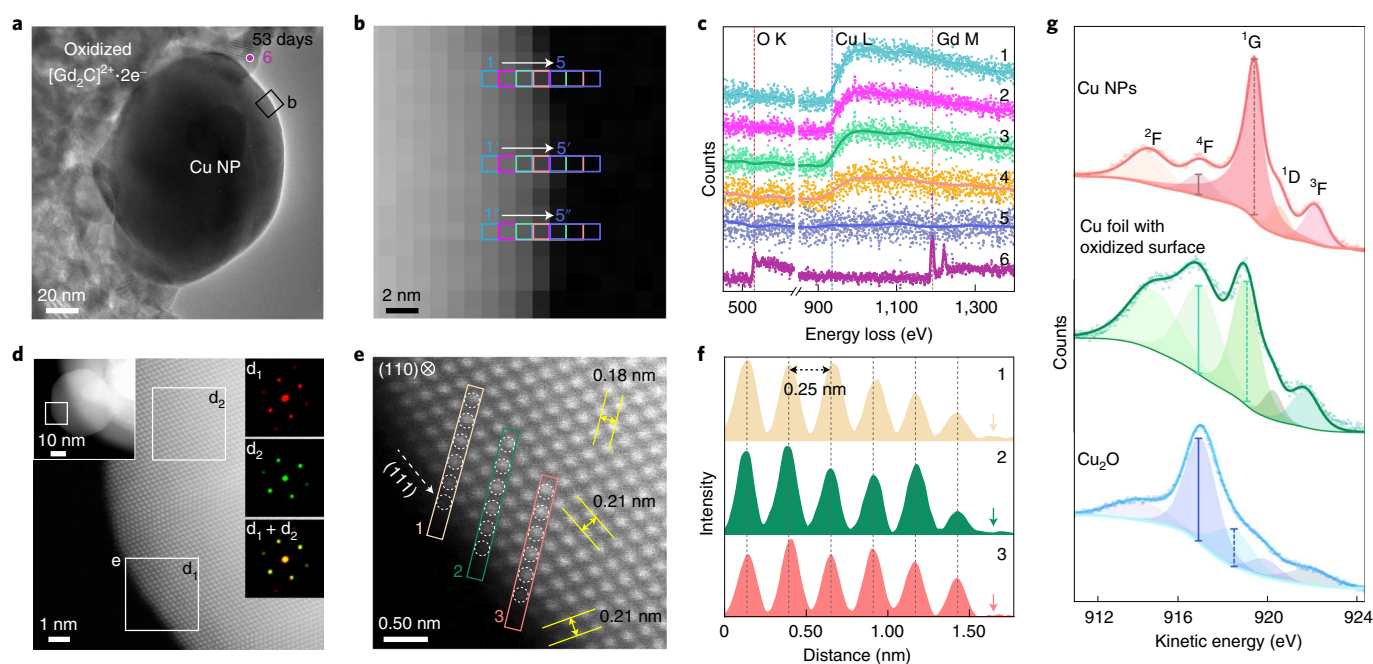 a
Oxidized
[Gd₂C]²⁺·2e⁻
53 days
6
b
Cu NP
20 nm
b
1 5
1′ 5′
1″ 5″
2 nm
c
O K Cu L Gd M
1
2
3
4
5
6
Counts
450 600 900 1,100 1,300
Energy loss (eV)
d
d₂
d₁
10 nm
d₂
e
d₁
d₁ + d₂
1 nm
e
(110)⊗
0.18 nm
(111)
0.21 nm
1
2
0.21 nm
3
0.50 nm
f
1
0.25 nm
2
3
Intensity
0 0.50 1.00 1.50
Distance (nm)
g
¹G
Cu NPs
²F
⁴F
¹D
³F
Cu foil with
oxidized surface
Counts
Cu₂O
912 916 920 924
Kinetic energy (eV)